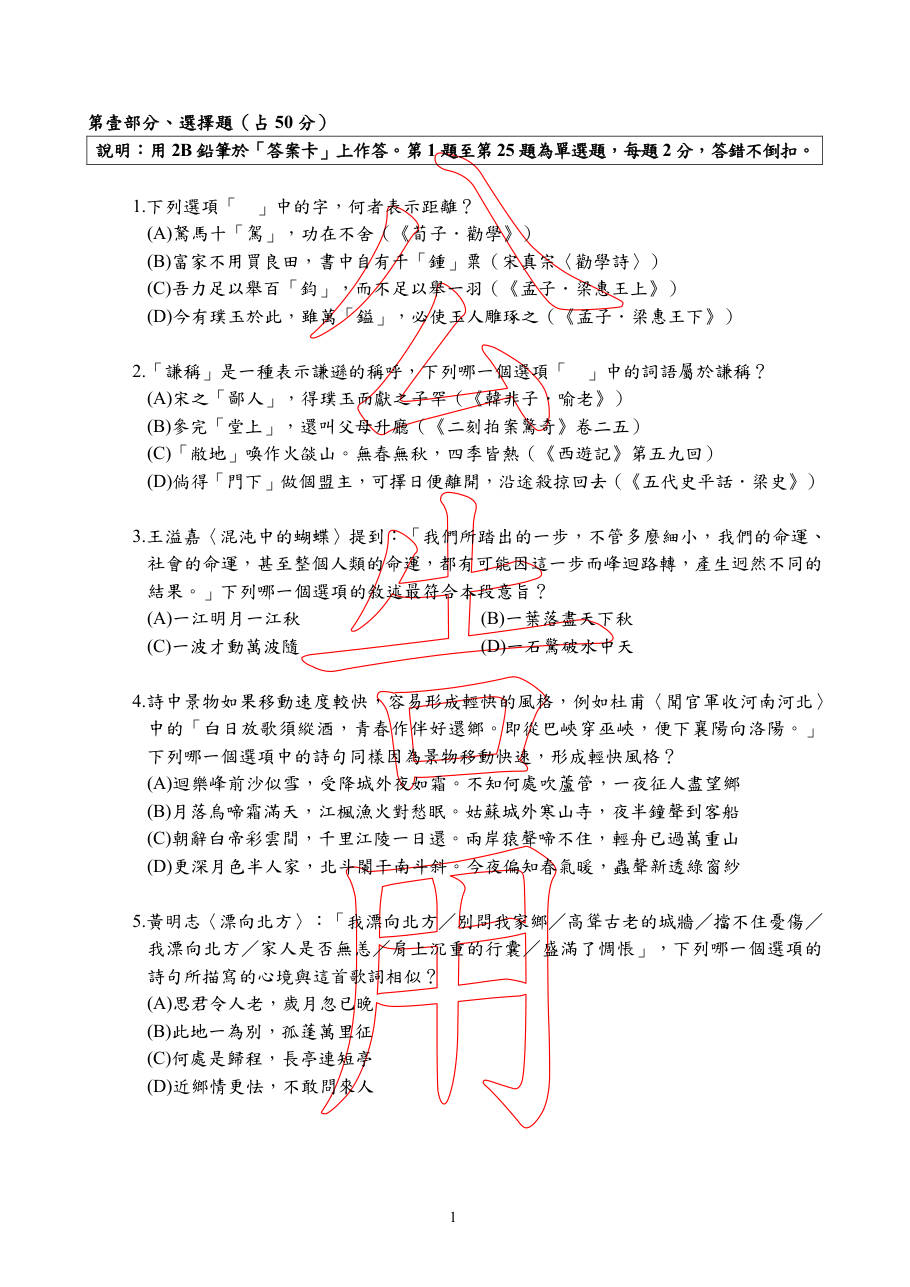 第壹部分、選擇題（占 50 分）
說明：用 2B 鉛筆於「答案卡」上作答。第 1 題至第 25 題為單選題，每題 2 分，答錯不倒扣。
1.下列選項「　」中的字，何者表示距離？
(A)駑馬十「駕」，功在不舍（《荀子．勸學》）
(B)富家不用買良田，書中自有千「鍾」粟（宋真宗〈勸學詩〉）
(C)吾力足以舉百「鈞」，而不足以舉一羽（《孟子．梁惠王上》）
(D)今有璞玉於此，雖萬「鎰」，必使玉人雕琢之（《孟子．梁惠王下》）
2.「謙稱」是一種表示謙遜的稱呼，下列哪一個選項「　」中的詞語屬於謙稱？
(A)宋之「鄙人」，得璞玉而獻之子罕（《韓非子．喻老》）
(B)參完「堂上」，還叫父母升廳（《二刻拍案驚奇》卷二五）
(C)「敝地」喚作火燄山。無春無秋，四季皆熱（《西遊記》第五九回）
(D)倘得「門下」做個盟主，可擇日便離開，沿途殺掠回去（《五代史平話．梁史》）
3.王溢嘉〈混沌中的蝴蝶〉提到：「我們所踏出的一步，不管多麼細小，我們的命運、
社會的命運，甚至整個人類的命運，都有可能因這一步而峰迴路轉，產生迥然不同的
結果。」下列哪一個選項的敘述最符合本段意旨？
(A)一江明月一江秋 (B)一葉落盡天下秋
(C)一波才動萬波隨 (D)一石驚破水中天
4.詩中景物如果移動速度較快，容易形成輕快的風格，例如杜甫〈聞官軍收河南河北〉
中的「白日放歌須縱酒，青春作伴好還鄉。即從巴峽穿巫峽，便下襄陽向洛陽。」
下列哪一個選項中的詩句同樣因為景物移動快速，形成輕快風格？
(A)迴樂峰前沙似雪，受降城外夜如霜。不知何處吹蘆管，一夜征人盡望鄉
(B)月落烏啼霜滿天，江楓漁火對愁眠。姑蘇城外寒山寺，夜半鐘聲到客船
(C)朝辭白帝彩雲間，千里江陵一日還。兩岸猿聲啼不住，輕舟已過萬重山
(D)更深月色半人家，北斗闌干南斗斜。今夜偏知春氣暖，蟲聲新透綠窗紗
5.黃明志〈漂向北方〉：「我漂向北方／別問我家鄉／高聳古老的城牆／擋不住憂傷／
我漂向北方／家人是否無恙／肩上沉重的行囊／盛滿了惆悵」，下列哪一個選項的
詩句所描寫的心境與這首歌詞相似？
(A)思君令人老，歲月忽已晚
(B)此地一為別，孤蓬萬里征
(C)何處是歸程，長亭連短亭
(D)近鄉情更怯，不敢問來人
公告用
1